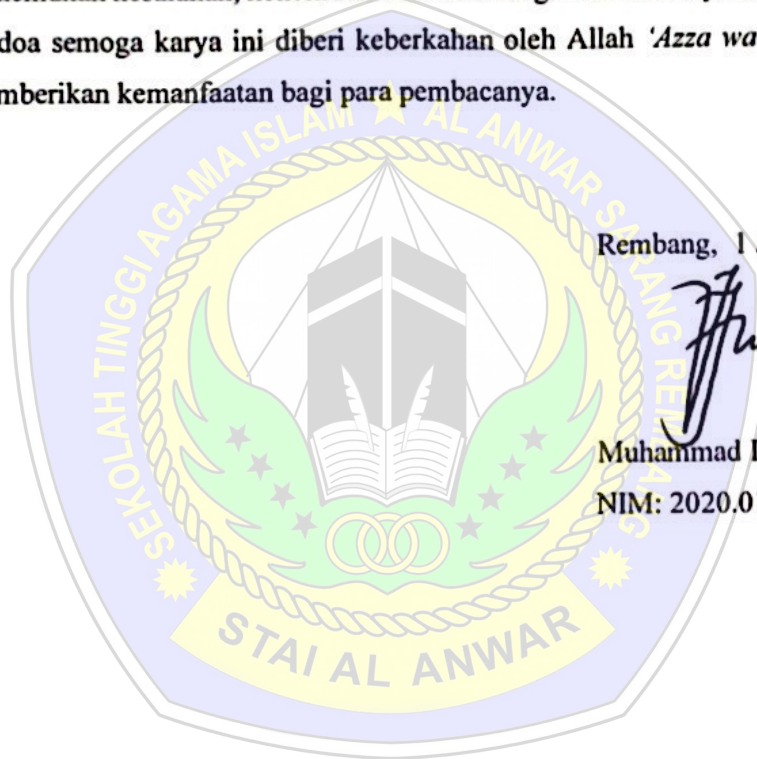 doa semoga karya ini diberi keberkahan oleh Allah 'Azza wa
mberikan kemanfaatan bagi para pembacanya.
SEKOLAH TINGGI AGAMA ISLAM AL ANWAR SARANG REMBANG
Rembang, 1
Muhammad
NIM: 2020.0
STAI AL ANWAR